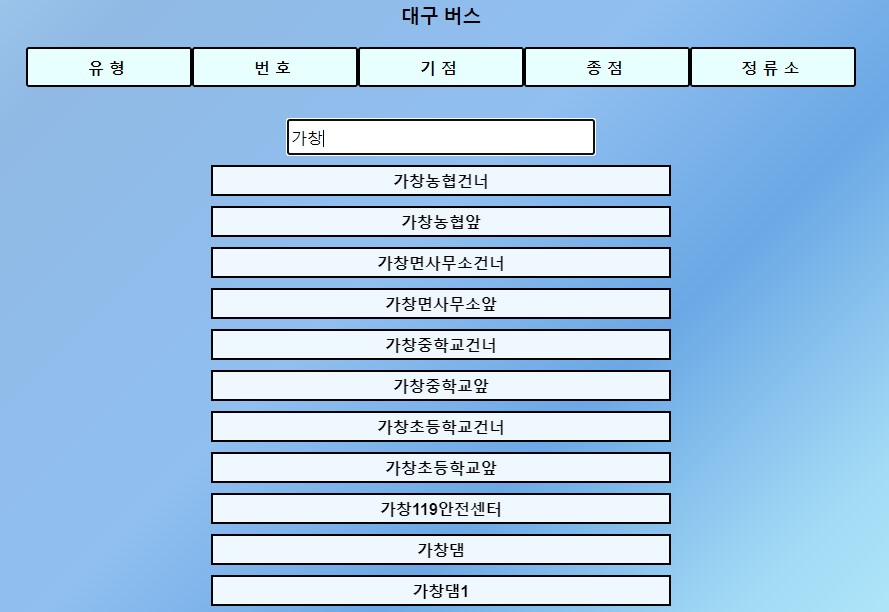 대구 버스
유 형 번 호 기 점 종 점 정 류 소
가창
가창농협건너
가창농협앞
가창면사무소건너
가창면사무소앞
가창중학교건너
가창중학교앞
가창초등학교건너
가창초등학교앞
가창119안전센터
가창댐
가창댐1